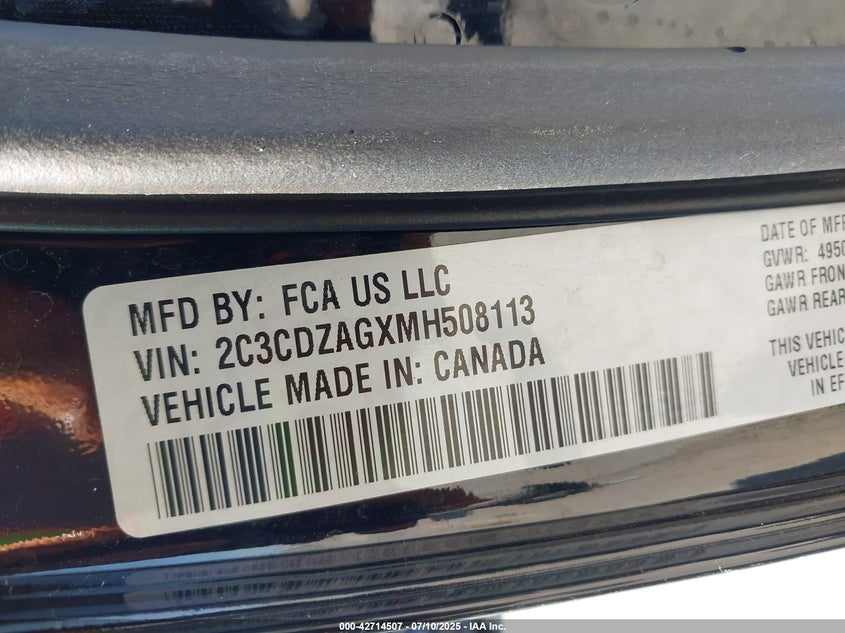 MFD BY: FCA US LLC
VIN: 2C3CDZAGXMH508113
VEHICLE MADE IN: CANADA
DATE OF MFR
GVWR: 495
GAWR FRON
GAWR REAR
THIS VEHIC
VEHICLE
IN EF
000-42714507 - 07/10/2025 - IAA Inc.